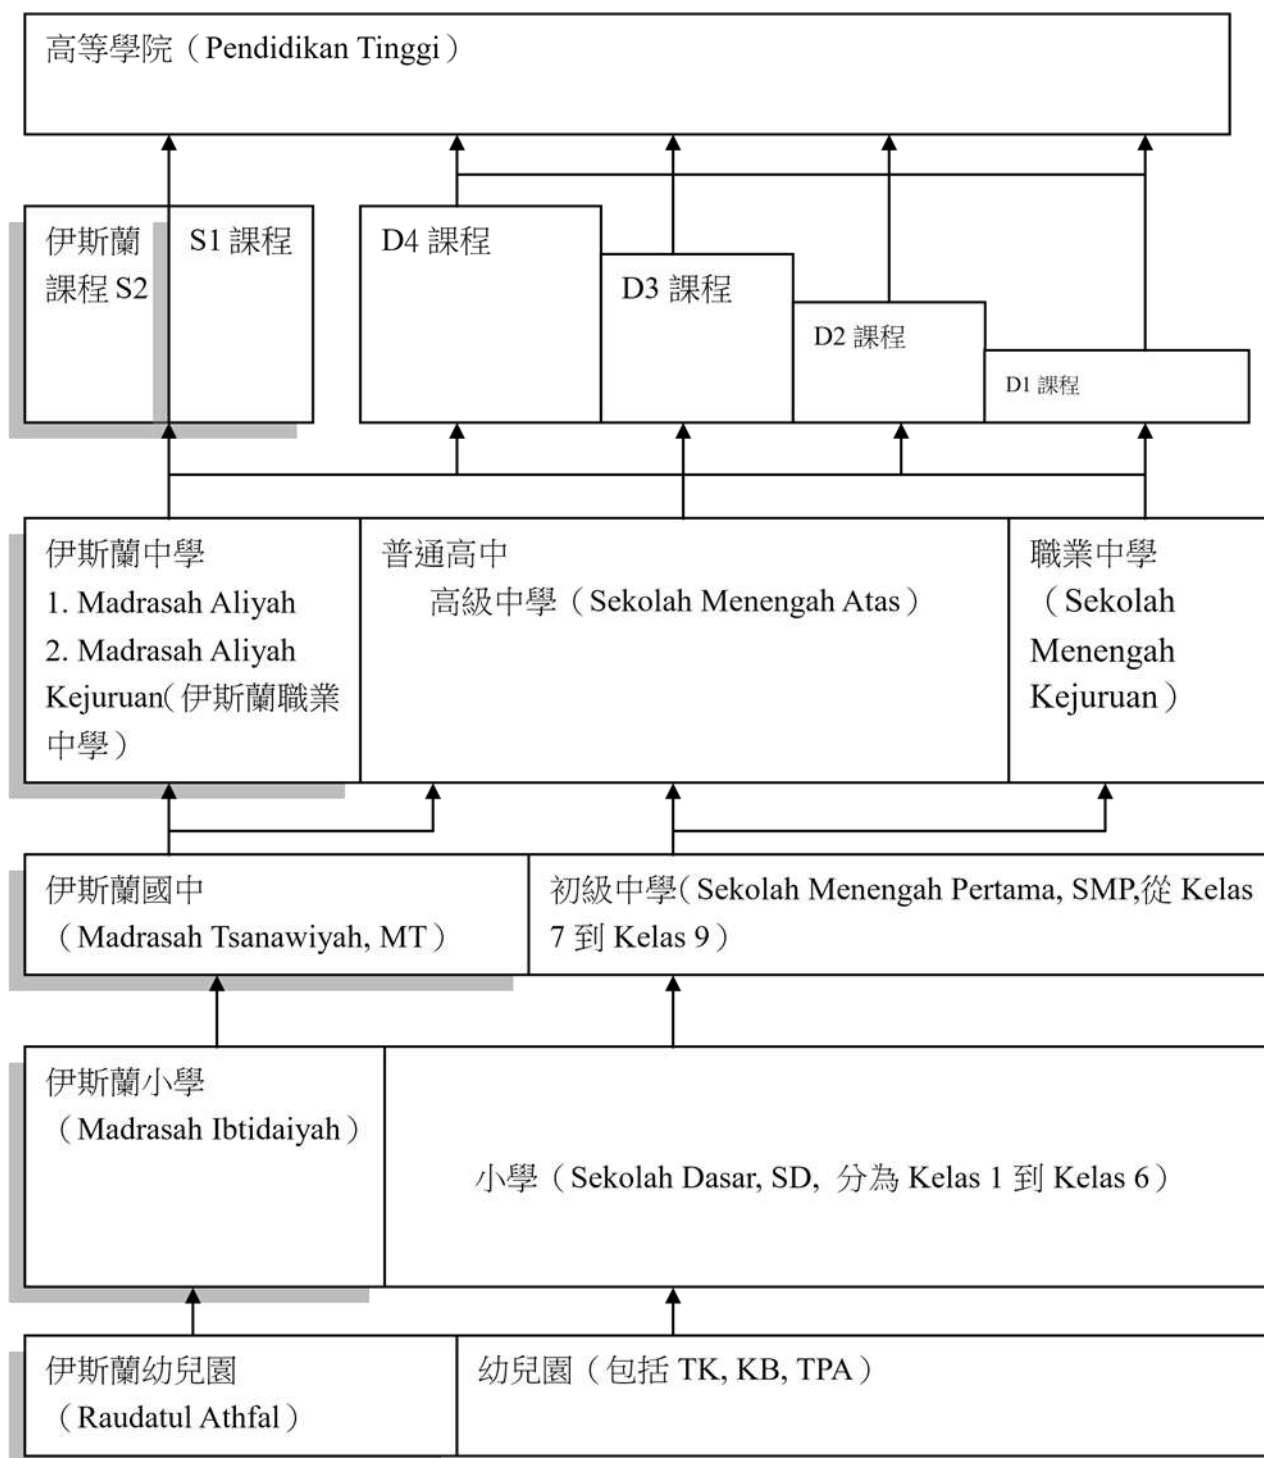 高等學院（Pendidikan Tinggi）
伊斯蘭
課程 S2
S1 課程
D4 課程
D3 課程
D2 課程
D1 課程
伊斯蘭中學
1. Madrasah Aliyah
2. Madrasah Aliyah
Kejuruan（伊斯蘭職業
中學）
普通高中
高級中學（Sekolah Menengah Atas）
職業中學
（Sekolah
Menengah
Kejuruan）
伊斯蘭國中
（Madrasah Tsanawiyah, MT）
初級中學（Sekolah Menengah Pertama, SMP,從 Kelas
7 到 Kelas 9）
伊斯蘭小學
（Madrasah Ibtidaiyah）
小學（Sekolah Dasar, SD, 分為 Kelas 1 到 Kelas 6）
伊斯蘭幼兒園
（Raudatul Athfal）
幼兒園（包括 TK, KB, TPA）